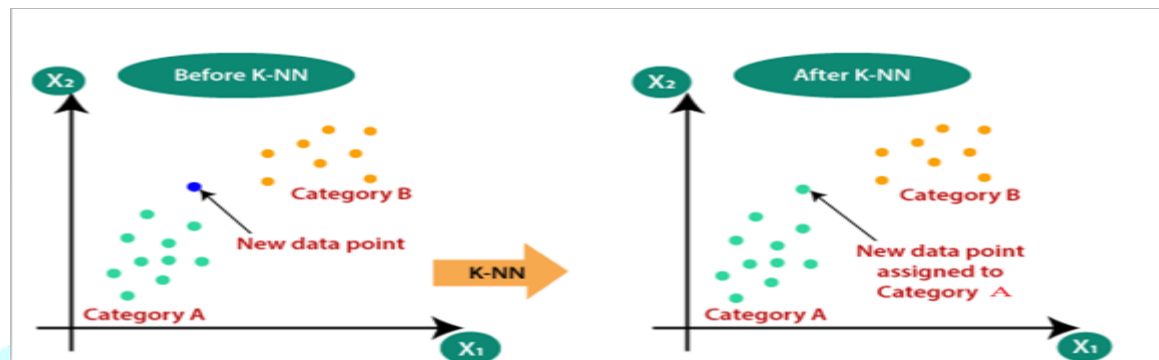 Before K-NN
X₂
Category B
New data point
Category A
X₁
K-NN
After K-NN
X₂
Category B
New data point
assigned to
Category A
Category A
X₁